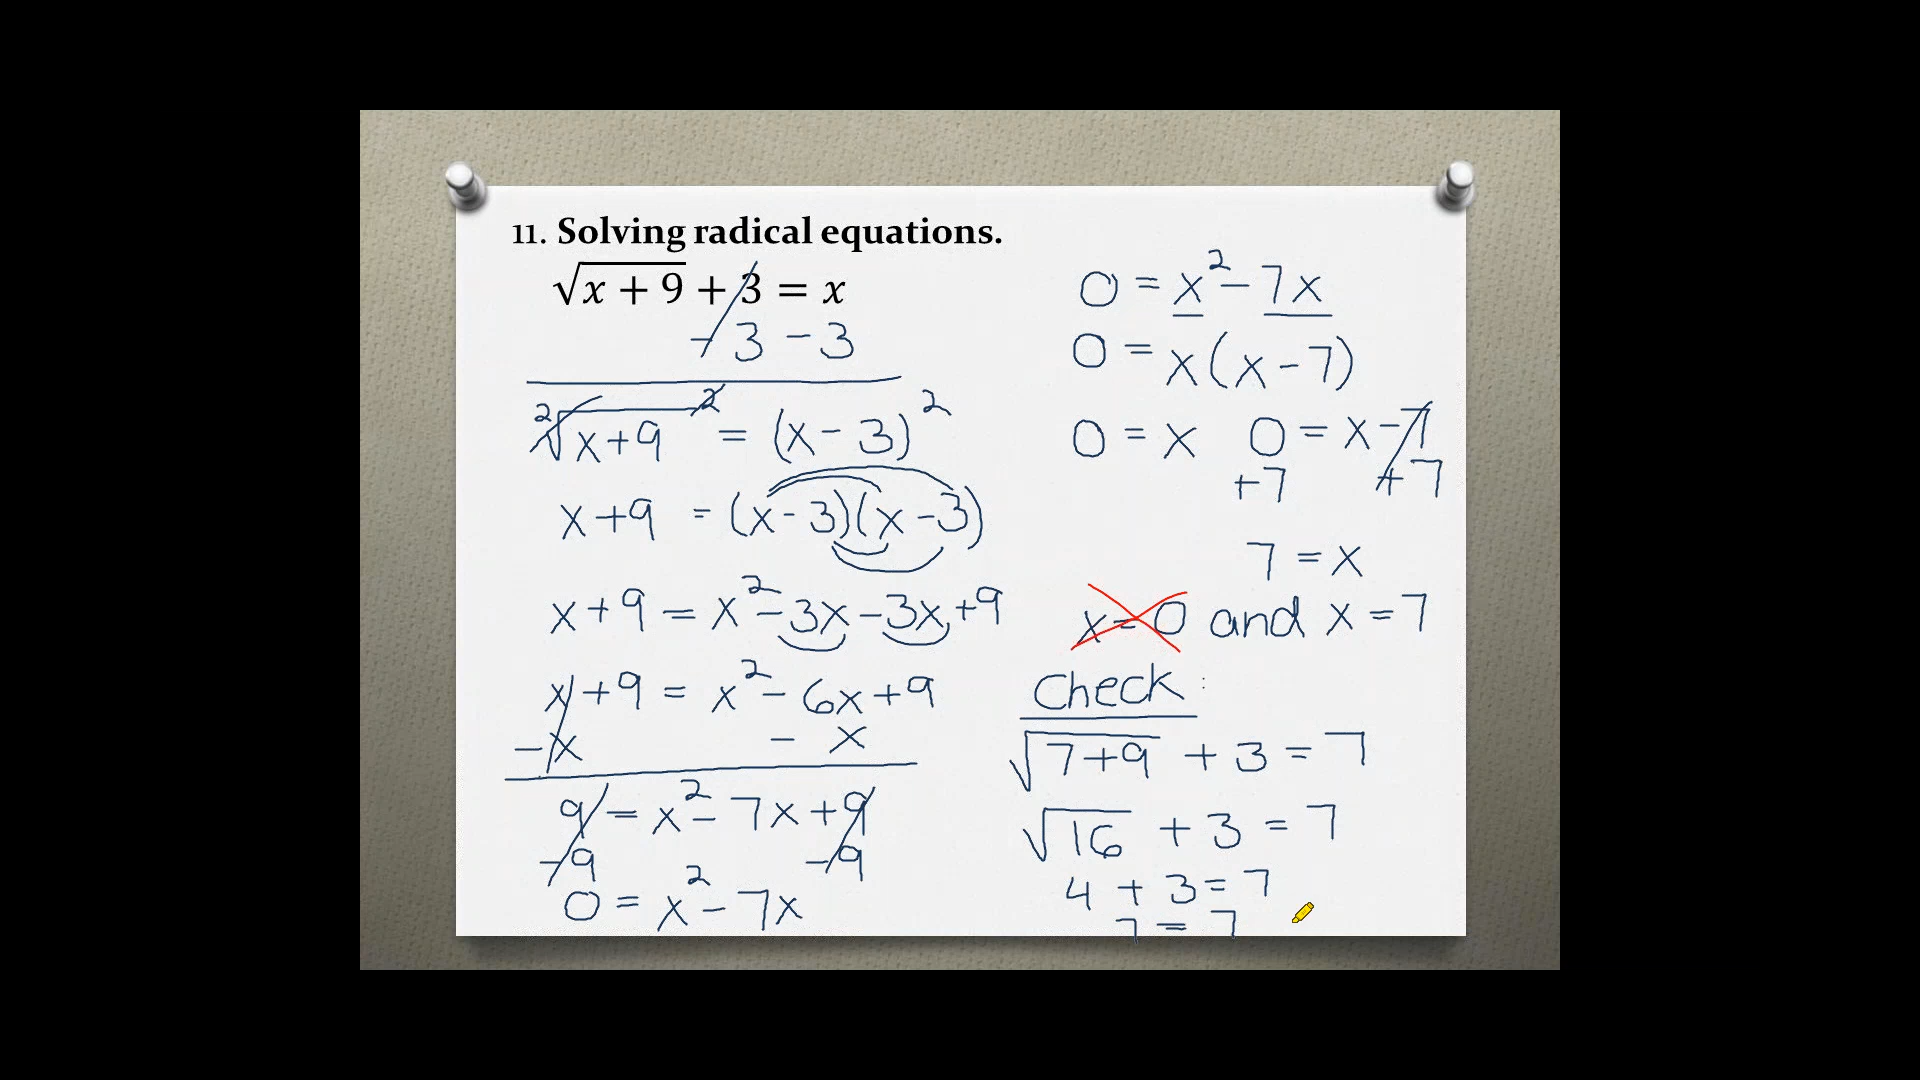 11. Solving radical equations.
√x + 9 + 3 = x
- 3 - 3
²√x+9 ² = (x - 3)²
x+9 = (x - 3)(x - 3)
x + 9 = x² - 3x - 3x + 9
x + 9 = x² - 6x + 9
- x - x
9 = x² - 7x + 9
-9 -9
0 = x² - 7x
0 = x² - 7x
0 = x(x - 7)
0 = x 0 = x - 7
+7 +7
7 = x
x = 0 and x = 7
Check :
√7+9 + 3 = 7
√16 + 3 = 7
4 + 3 = 7
7 = 7